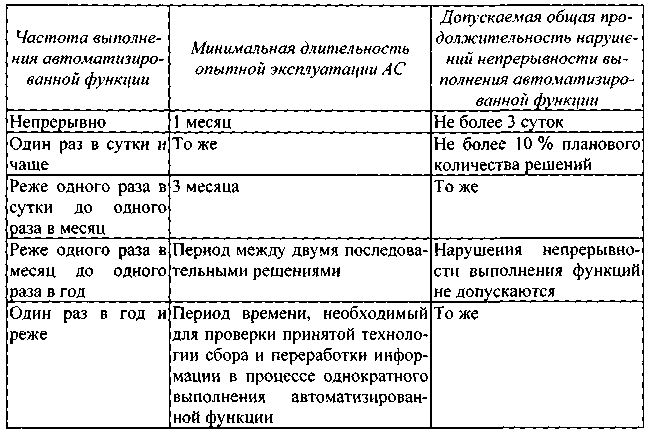 Частота выполне-
ния автоматизиро-
ванной функции
Минимальная длительность
опытной эксплуатации АС
Допускаемая общая про-
должительность наруше-
ний непрерывности вы-
полнения автоматизиро-
ванной функции
Непрерывно
1 месяц
Не более 3 суток
Один раз в сутки и
чаще
То же
Не более 10 % планового
количества решений
Реже одного раза в
сутки до одного
раза в месяц
3 месяца
То же
Реже одного раза в
месяц до одного
раза в год
Период между двумя последова-
тельными решениями
Нарушения непрерывно-
сти выполнения функций
не допускаются
Один раз в год и
реже
Период времени, необходимый
для проверки принятой техноло-
гии сбора и переработки инфор-
мации в процессе однократного
выполнения автоматизирован-
ной функции
То же